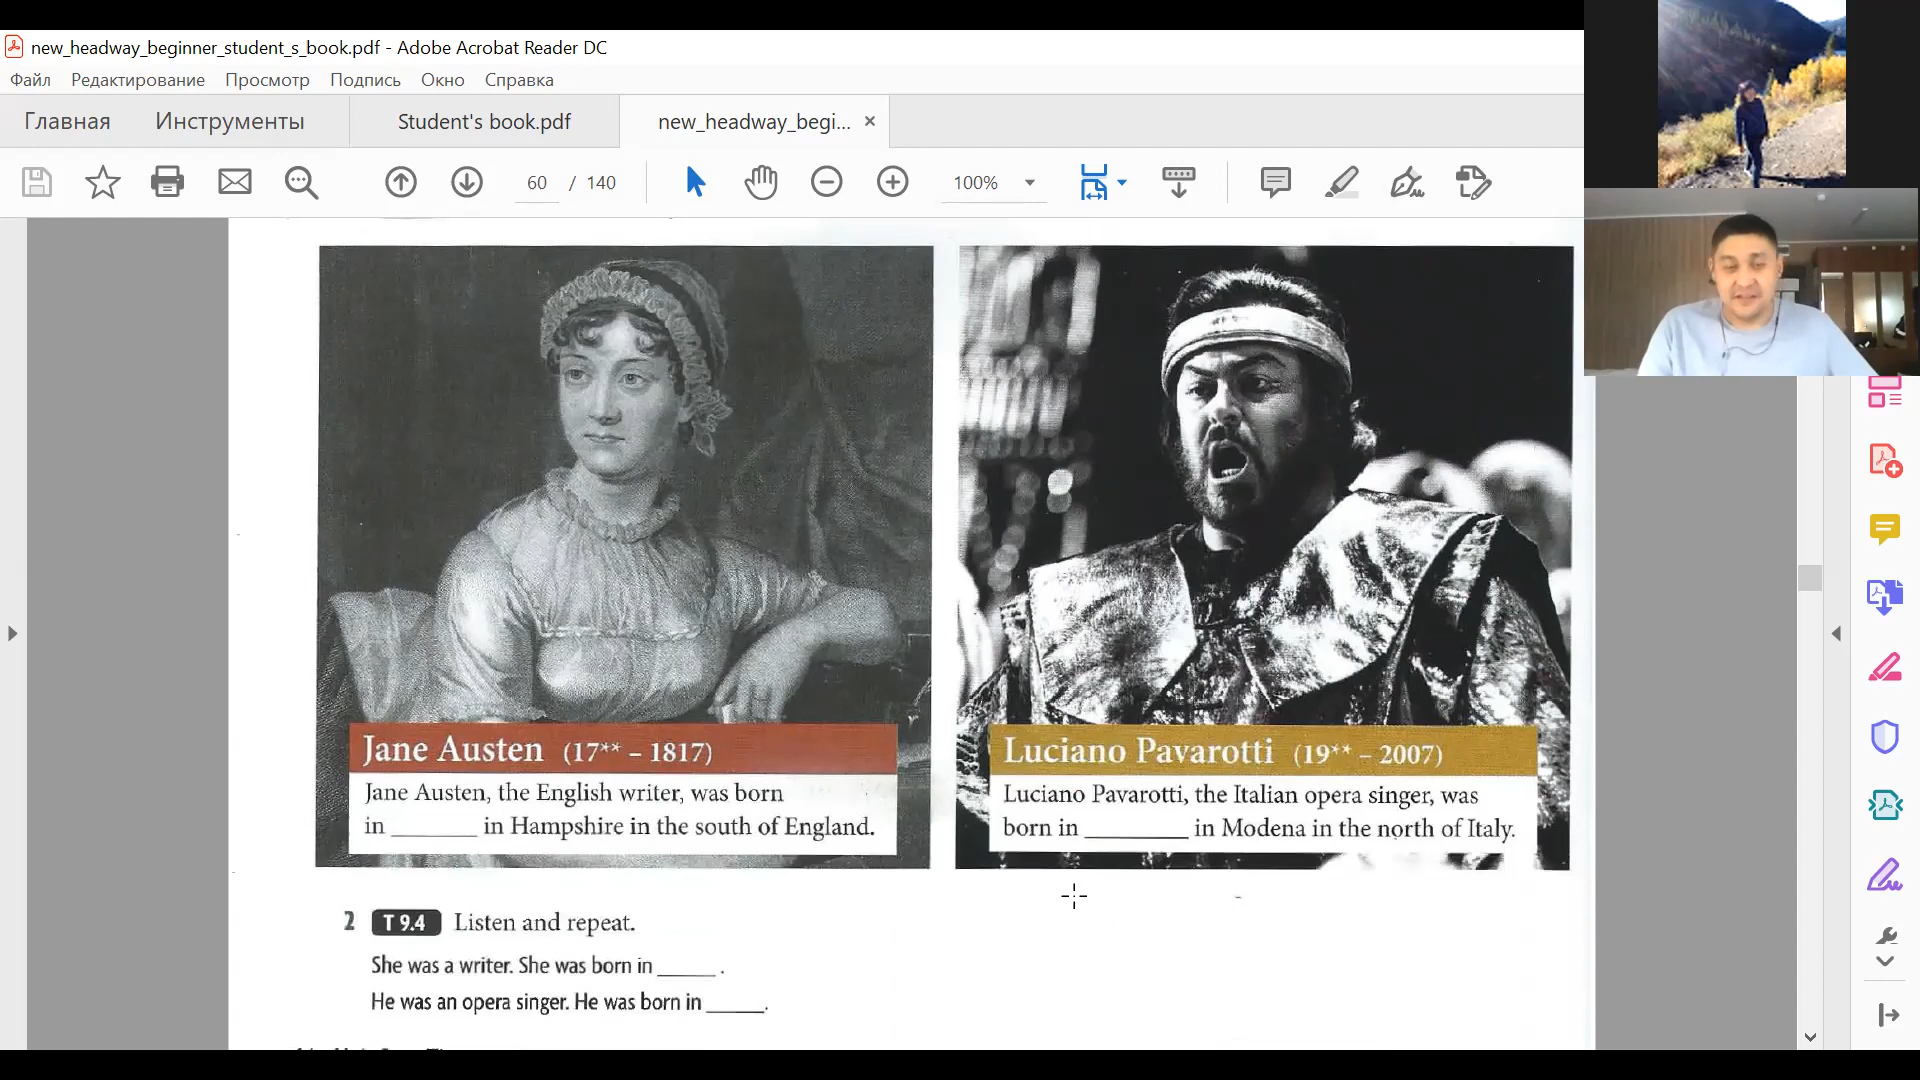 new_headway_beginner_student_s_book.pdf - Adobe Acrobat Reader DC
Файл Редактирование Просмотр Подпись Окно Справка
Главная Инструменты Student's book.pdf new_headway_begi... ×
60 / 140 100%
Jane Austen (17** – 1817)
Jane Austen, the English writer, was born
in ________ in Hampshire in the south of England.
Luciano Pavarotti (19** – 2007)
Luciano Pavarotti, the Italian opera singer, was
born in __________ in Modena in the north of Italy.
2 T 9.4 Listen and repeat.
She was a writer. She was born in ______ .
He was an opera singer. He was born in ______.